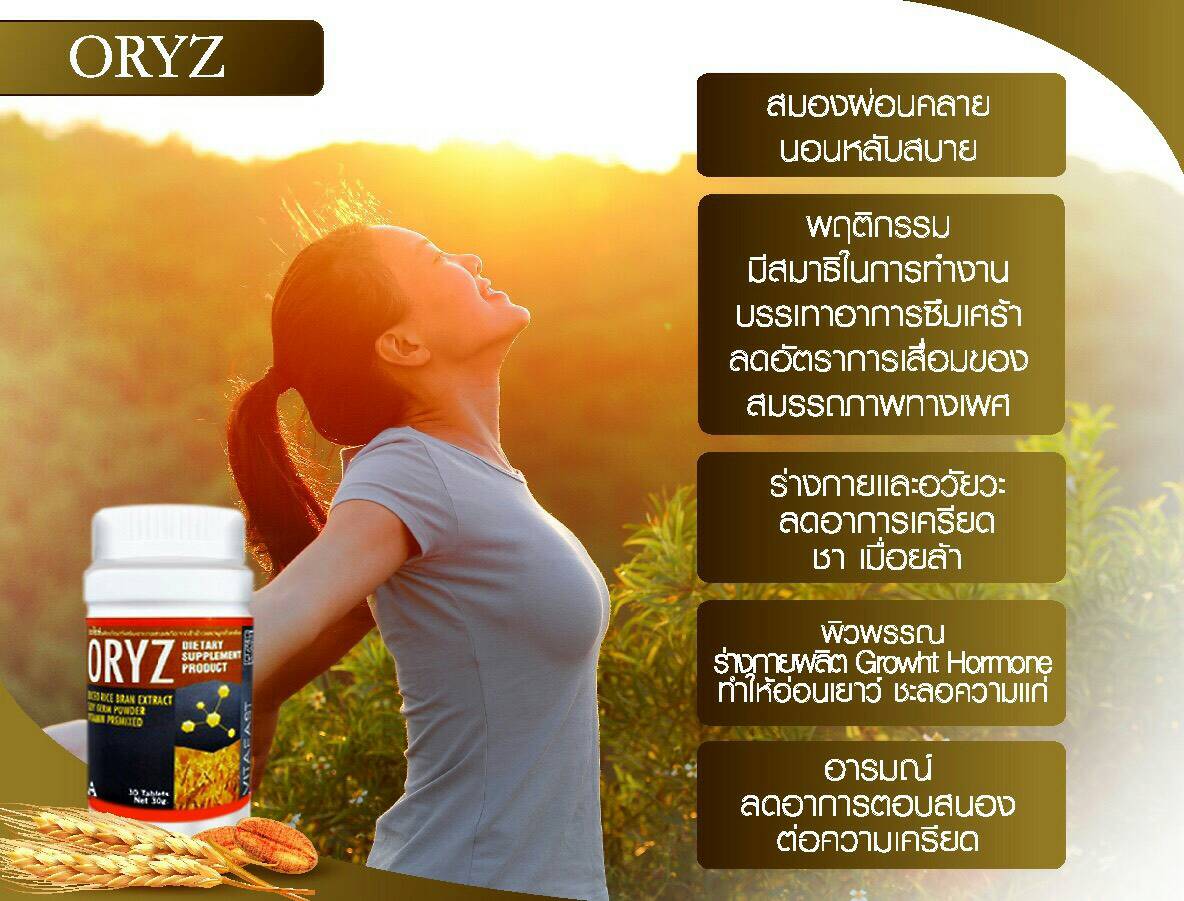 ORYZ
สมองผ่อนคลาย
นอนหลับสบาย
พฤติกรรม
มีสมาธิในการทำงาน
บรรเทาอาการซึมเศร้า
ลดอัตราการเสื่อมของ
สมรรถภาพทางเพศ
ร่างกายและอวัยวะ
ลดอาการเครียด
ชา เมื่อยล้า
ผิวพรรณ
ร่างกายผลิต Growht Hormone
ทำให้อ่อนเยาว์ ชะลอความแก่
อารมณ์
ลดอาการตอบสนอง
ต่อความเครียด
ORYZ
DIETARY
SUPPLEMENT
PRODUCT
RICE BRAN EXTRACT
GERM POWDER
PREMIXED
VITAEAST
30 Tablets
Net 30g.